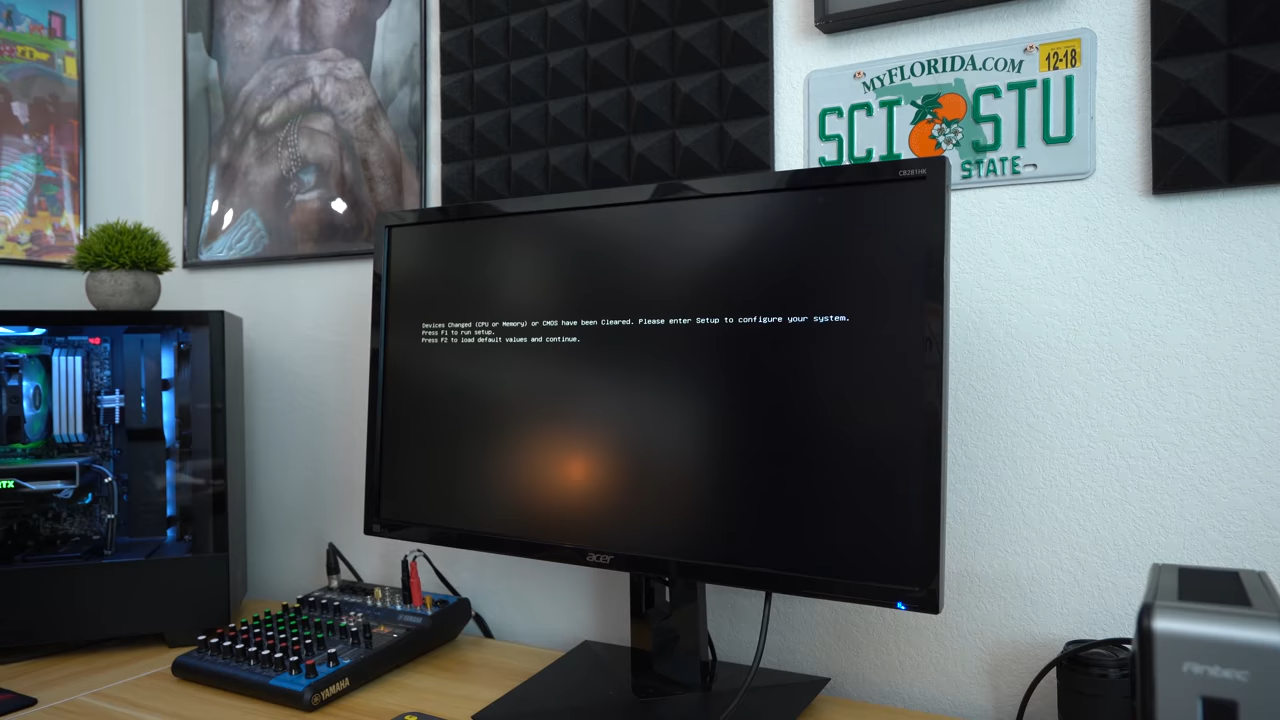 MYFLORIDA.COM
12-18
SCI STU
STATE
CB281HK
Devices Changed (CPU or Memory) or CMOS have been Cleared. Please enter Setup to configure your system.
Press F1 to run setup.
Press F2 to load default values and continue.
acer
RTX
YAMAHA
YAMAHA
Antec